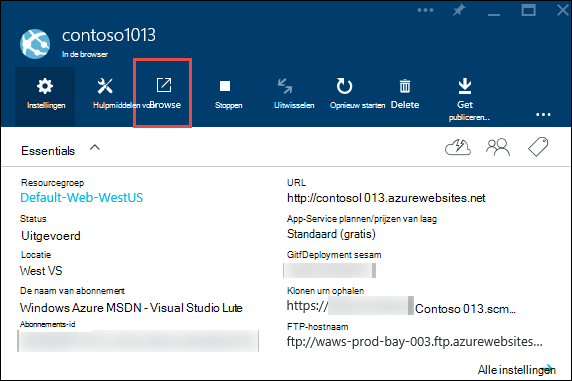 contoso1013
In de browser
Instellingen
Hulpmiddelen voor
Browse
Stoppen
Uitwisselen
Opnieuw starten
Delete
Get
publiceren...
Essentials
Resourcegroep
Default-Web-WestUS
Status
Uitgevoerd
Locatie
West VS
De naam van abonnement
Windows Azure MSDN - Visual Studio Lute
Abonnements-id
URL
http://contosol 013.azurewebsites.net
App-Service plannen/prijzen van laag
Standaard (gratis)
GitfDeployment sesam
Klonen urn ophalen
https:/ Contoso 013.scm...
FTP-hostnaam
ftp://waws-prod-bay-003.ftp.azurewebsites...
Alle instellingen